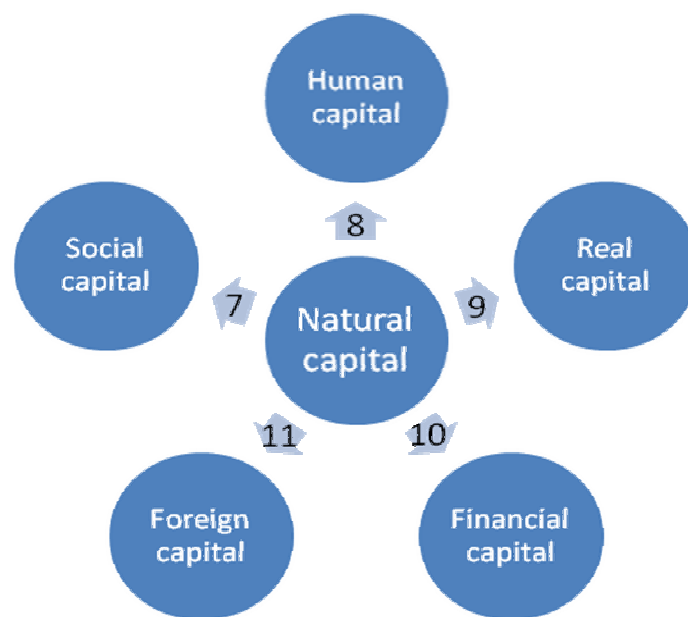 Human
capital
8
Social
capital
Real
capital
7
9
Natural
capital
11
10
Foreign
capital
Financial
capital